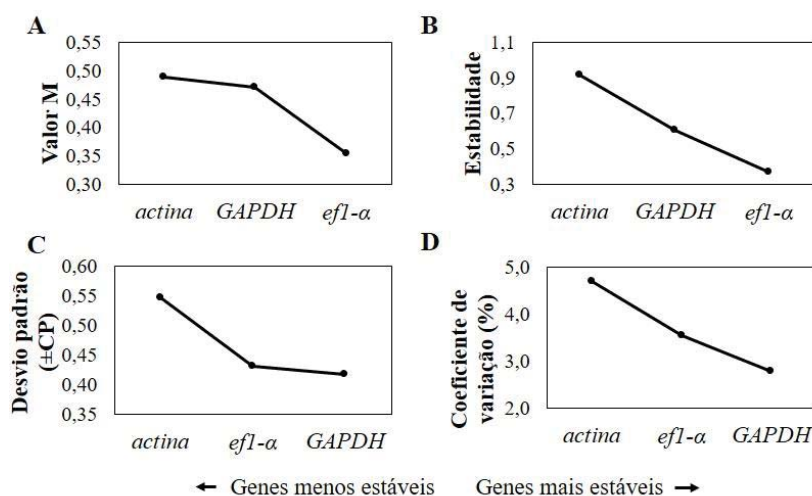 A
Valor M
0,55
0,50
0,45
0,40
0,35
0,30
actina GAPDH ef1-α
B
Estabilidade
1,1
0,9
0,7
0,5
0,3
actina GAPDH ef1-α
C
Desvio padrão
(±CP)
0,60
0,55
0,50
0,45
0,40
0,35
actina ef1-α GAPDH
D
Coeficiente de
variação (%)
5,0
4,0
3,0
2,0
actina ef1-α GAPDH
← Genes menos estáveis Genes mais estáveis →